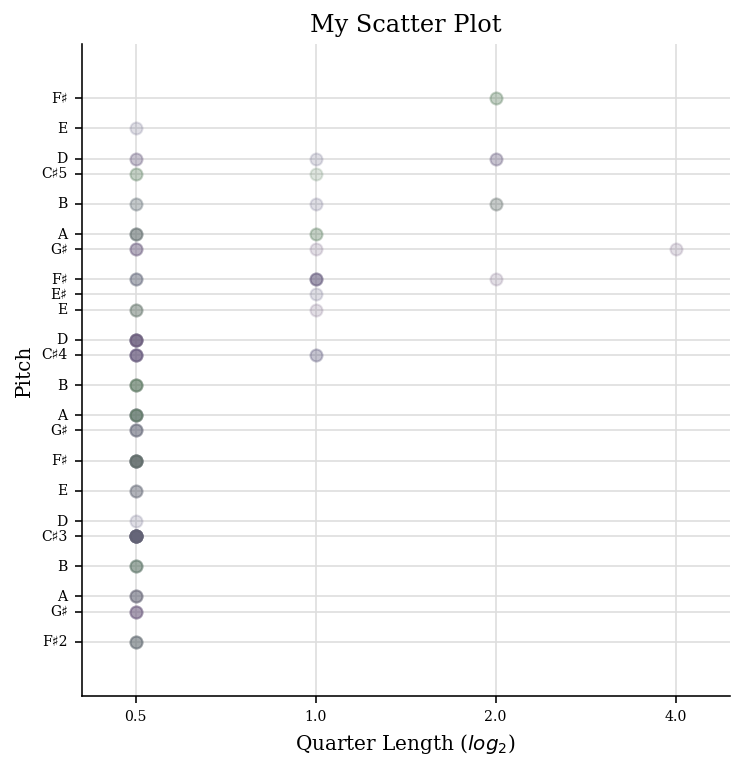 My Scatter Plot
F♯
E
D
C♯5
B
A
G♯
F♯
E♯
E
D
C♯4
B
A
G♯
F♯
E
D
C♯3
B
A
G♯
F♯2
Pitch
0.5 1.0 2.0 4.0
Quarter Length (log₂)